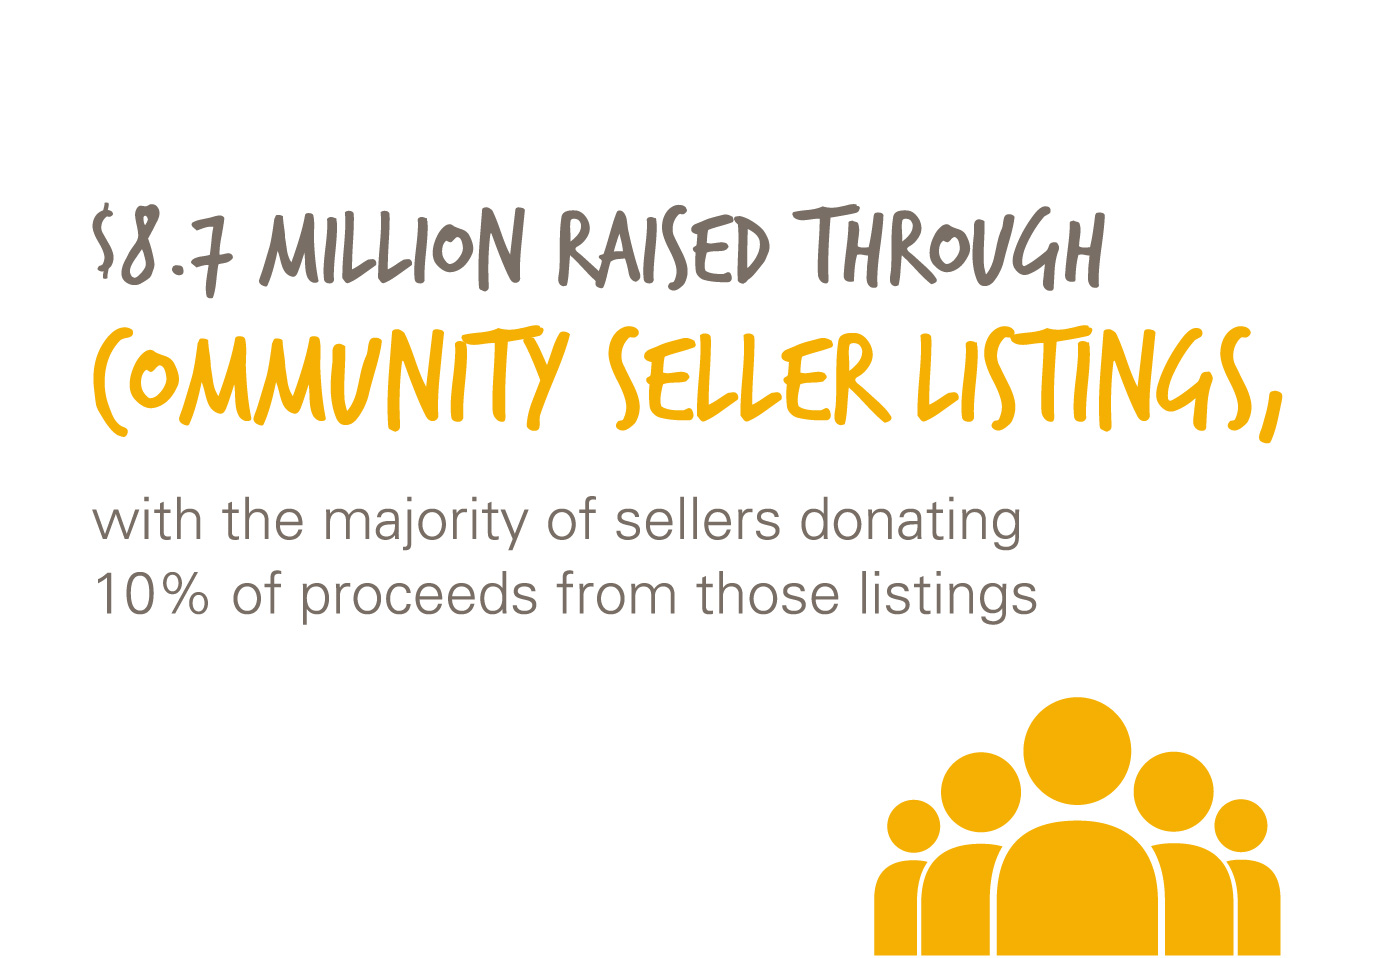 $8.7 MILLION RAISED THROUGH
COMMUNITY SELLER LISTINGS,
with the majority of sellers donating
10% of proceeds from those listings